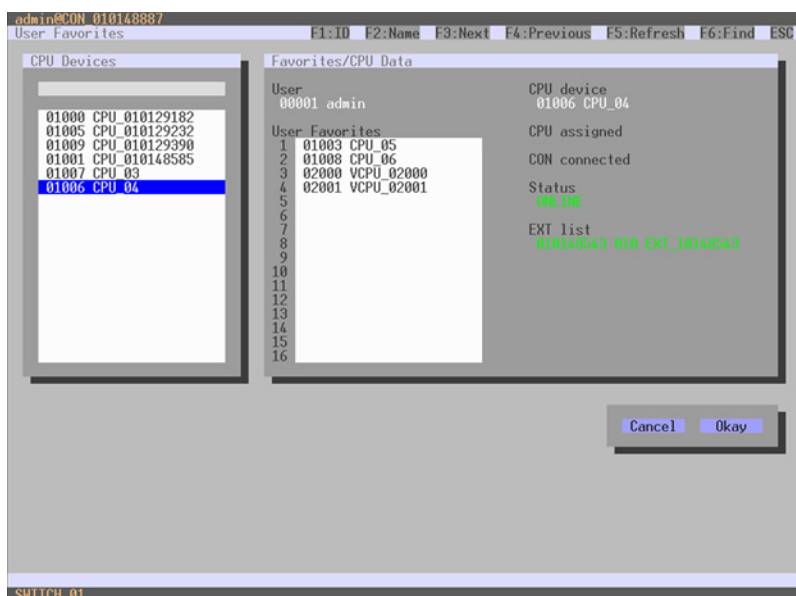 admin@CON_010148887
User Favorites F1:ID F2:Name F3:Next F4:Previous F5:Refresh F6:Find ESC
CPU Devices
01000 CPU_010129182
01005 CPU_010129232
01009 CPU_010129390
01001 CPU_010148585
01007 CPU_03
01006 CPU_04
Favorites/CPU Data
User
00001 admin
User Favorites
1 01003 CPU_05
2 01008 CPU_06
3 02000 VCPU_02000
4 02001 VCPU_02001
5
6
7
8
9
10
11
12
13
14
15
16
CPU device
01006 CPU_04
CPU assigned
CON connected
Status
ONLINE
EXT list
010148543 010 EXT_10148543
Cancel Okay
SWITCH_01